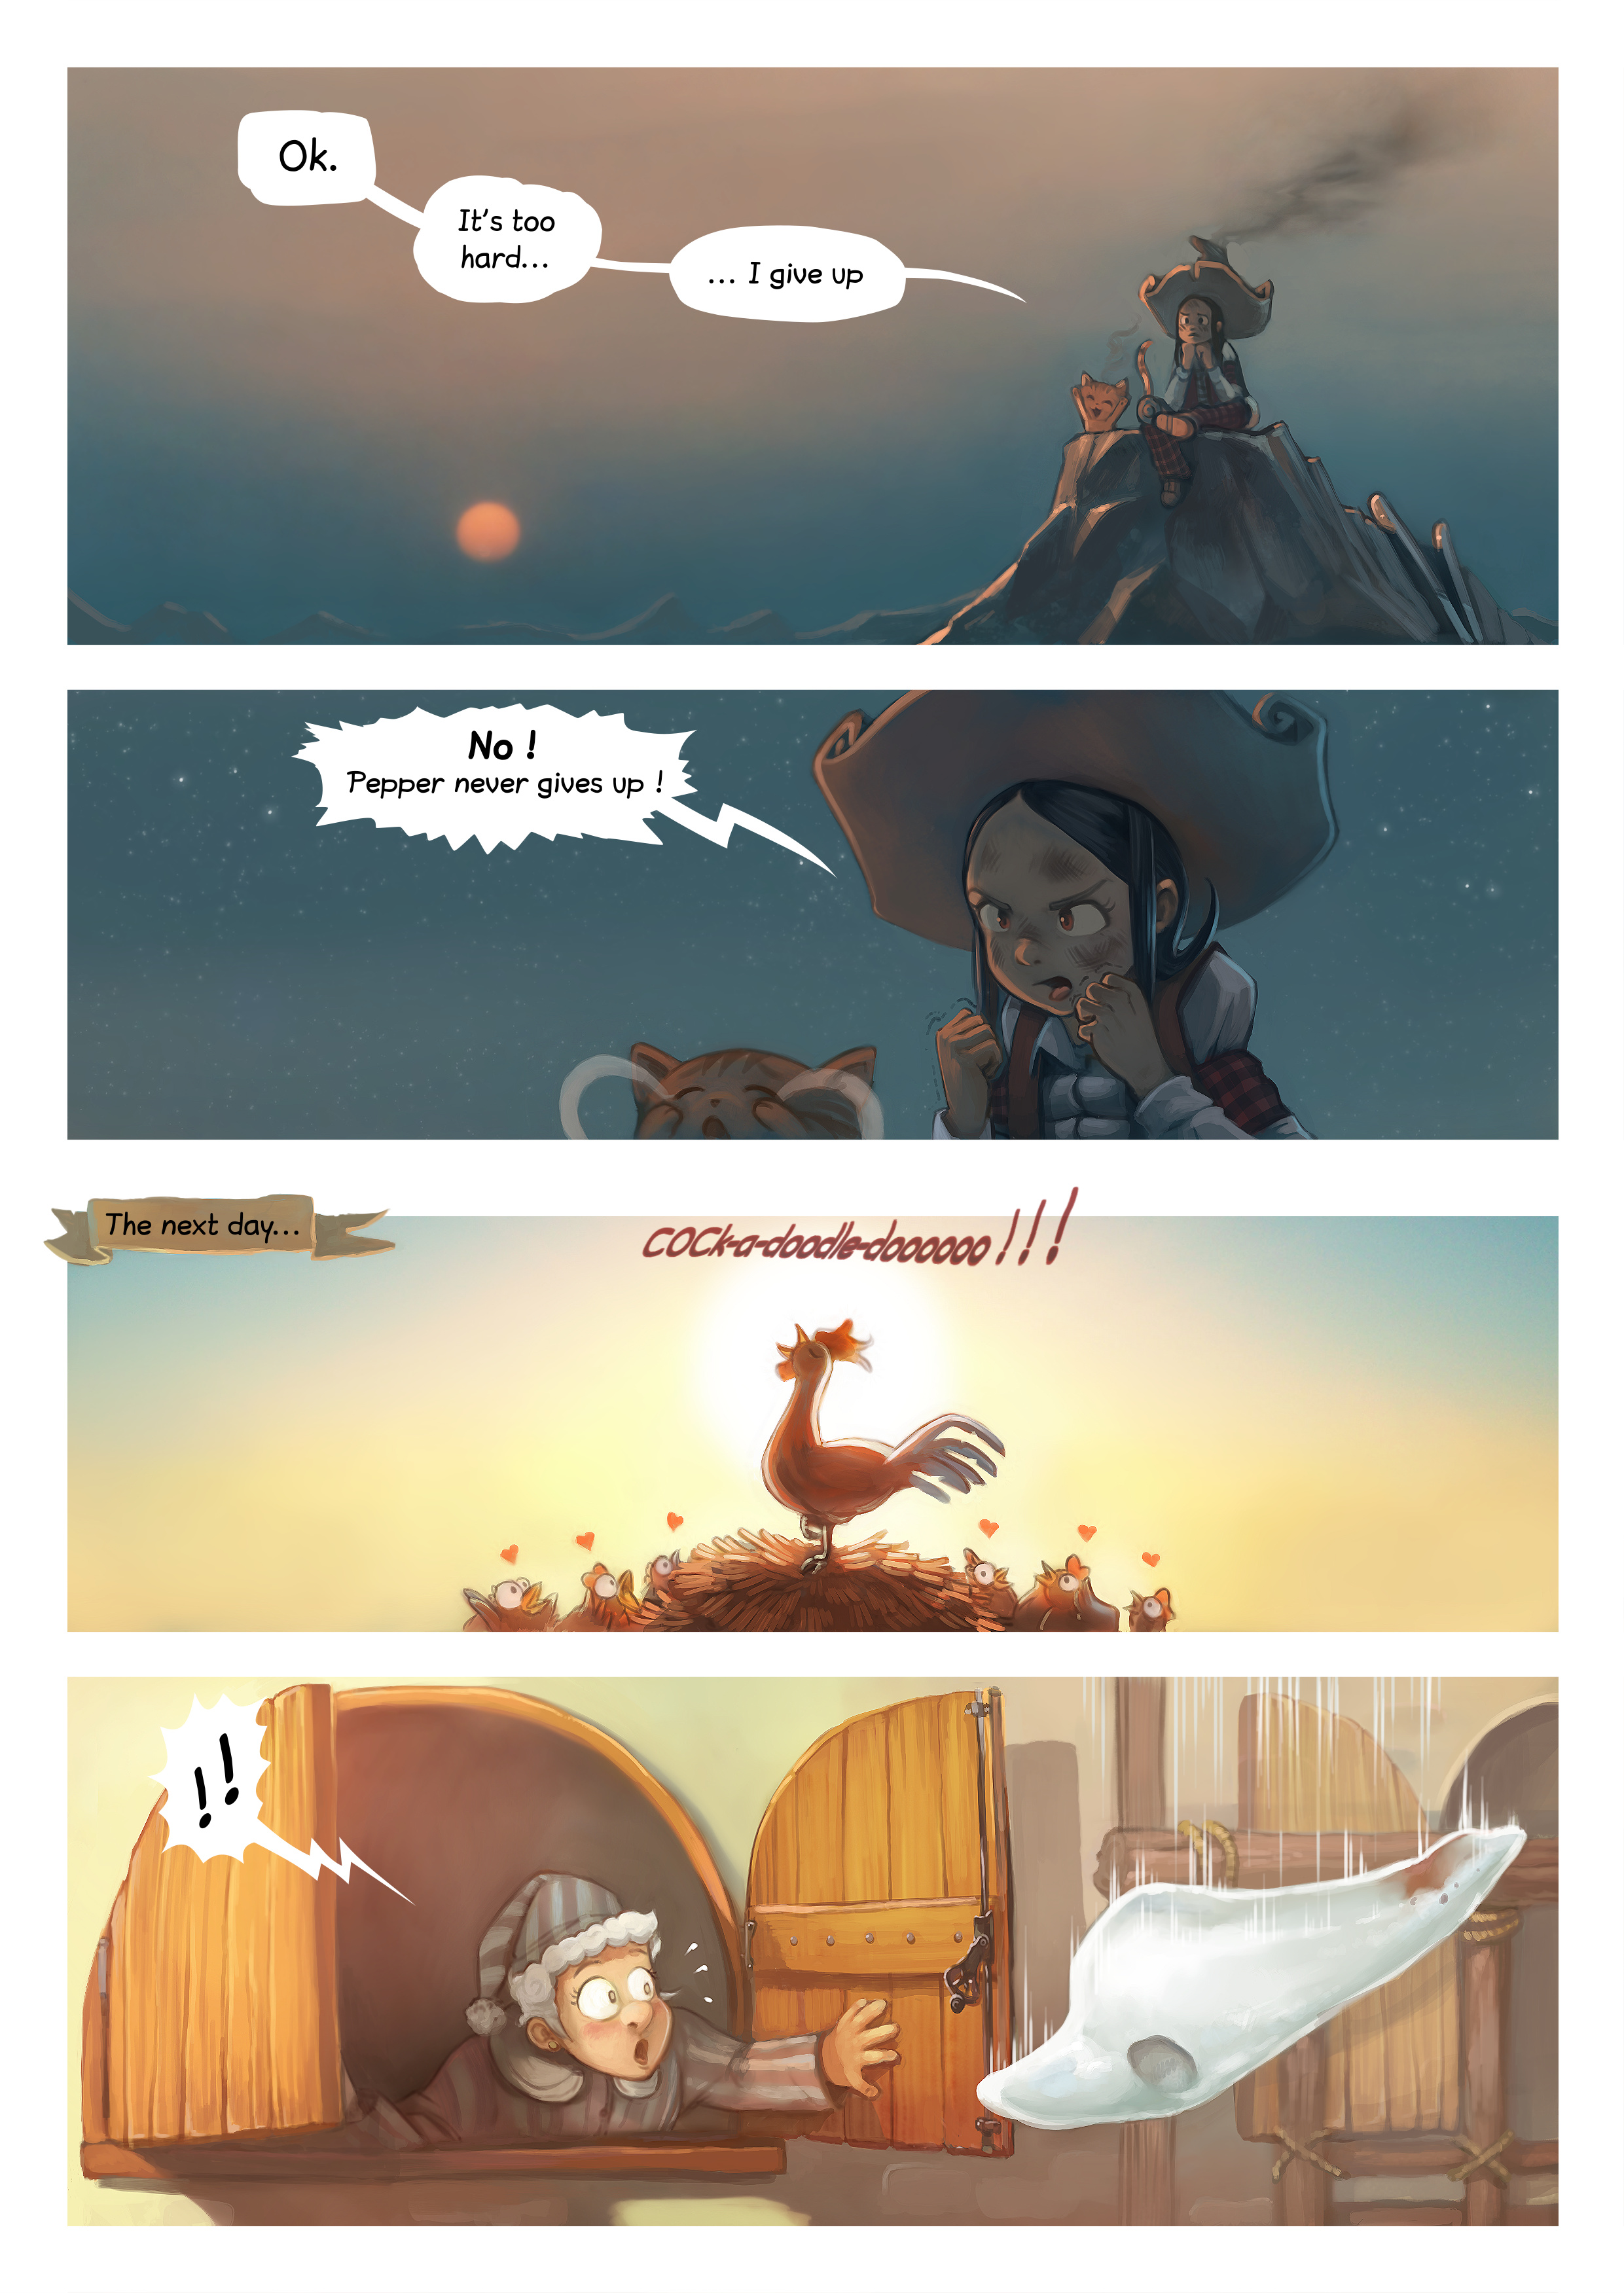 Ok.
It's too
hard...
... I give up
No !
Pepper never gives up !
The next day...
COCk-a-doodle-doooooo ! ! !
! !